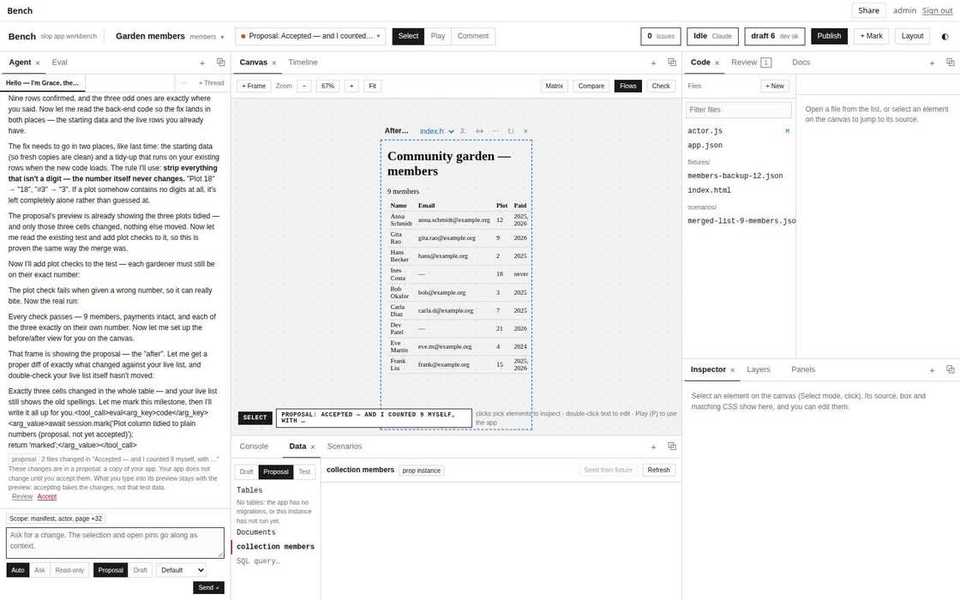 Bench
Share admin Sign out
Bench slop app workbench Garden members members Proposal: Accepted — and I counted... Select Play Comment 0 issues Idle Claude draft 6 dev ok Publish + Mark Layout
Agent × Eval
Hello — I'm Grace, the... ... + Thread
Nine rows confirmed, and the three odd ones are exactly where
you said. Now let me read the back-end code so the fix lands in
both places — the starting data and the live rows you already
have.
The fix needs to go in two places, like last time: the starting data
(so fresh copies are clean) and a tidy-up that runs on your existing
rows when the new code loads. The rule I'll use: strip everything
that isn't a digit — the number itself never changes. "Plot 18"
→ "18", "#3" → "3". If a plot somehow contains no digits at all, it's
left completely alone rather than guessed at.
The proposal's preview is already showing the three plots tidied —
and only those three cells changed, nothing else moved. Now let
me read the existing test and add plot checks to it, so this is
proven the same way the merge was.
Now I'll add plot checks to the test — each gardener must still be
on their exact number:
The plot check fails when given a wrong number, so it can really
bite. Now the real run:
Every check passes — 9 members, payments intact, and each of
the three exactly on their own number. Now let me set up the
before/after view for you on the canvas.
That frame is showing the proposal — the "after". Let me get a
proper diff of exactly what changed against your live list, and
double-check your live list itself hasn't moved:
Exactly three cells changed in the whole table — and your live list
still shows the old spellings. Let me mark this milestone, then I'll
write it all up for you.<tool_call>eval<arg_key>code</arg_key>
<arg_value>await session.mark('Plot column tidied to plain
numbers (proposal, not yet accepted)');
return 'marked';</arg_value></tool_call>
proposal 2 files changed in "Accepted — and I counted 9 myself, with ..."
These changes are in a proposal: a copy of your app. Your app does not
change until you accept them. What you type into its preview stays with the
preview: accepting takes the changes, not that test data.
Review Accept
Scope: manifest, actor, page +32
Ask for a change. The selection and open pins go along as
context.
Auto Ask Read-only Proposal Draft Default
Send
Canvas × Timeline
+ Frame Zoom − 67% + Fit Matrix Compare Flows Check
After... index.h
Community garden —
members
9 members
Name Email Plot Paid
Anna Schmidt anna.schmidt@example.org 12 2025, 2026
Gita Rao gita.rao@example.org 9 2026
Hans Becker hans@example.org 2 2025
Ines Costa — 18 never
Bob Okafor bob@example.org 3 2025
Carla Diaz carla.d@example.org 7 2025
Dev Patel — 21 2026
Eve Martin eve.m@example.org 4 2024
Frank Liu frank@example.org 15 2025, 2026
SELECT PROPOSAL: ACCEPTED — AND I COUNTED 9 MYSELF, WITH … clicks pick elements to inspect · double-click text to edit · Play (P) to use the app
Console Data × Scenarios
Draft Proposal Test
Tables
No tables: the app has no
migrations, or this instance
has not run yet.
Documents
collection members
SQL query…
collection members prop instance Seed from fixture Refresh
Code × Review 1 Docs
Files + New
Filter files
actor.js M
app.json
fixtures/
members-backup-12.json
index.html
scenarios/
merged-list-9-members.json
Open a file from the list, or select an element
on the canvas to jump to its source.
Inspector × Layers Panels
Select an element on the canvas (Select mode, click). Its source, box and
matching CSS show here, and you can edit them.